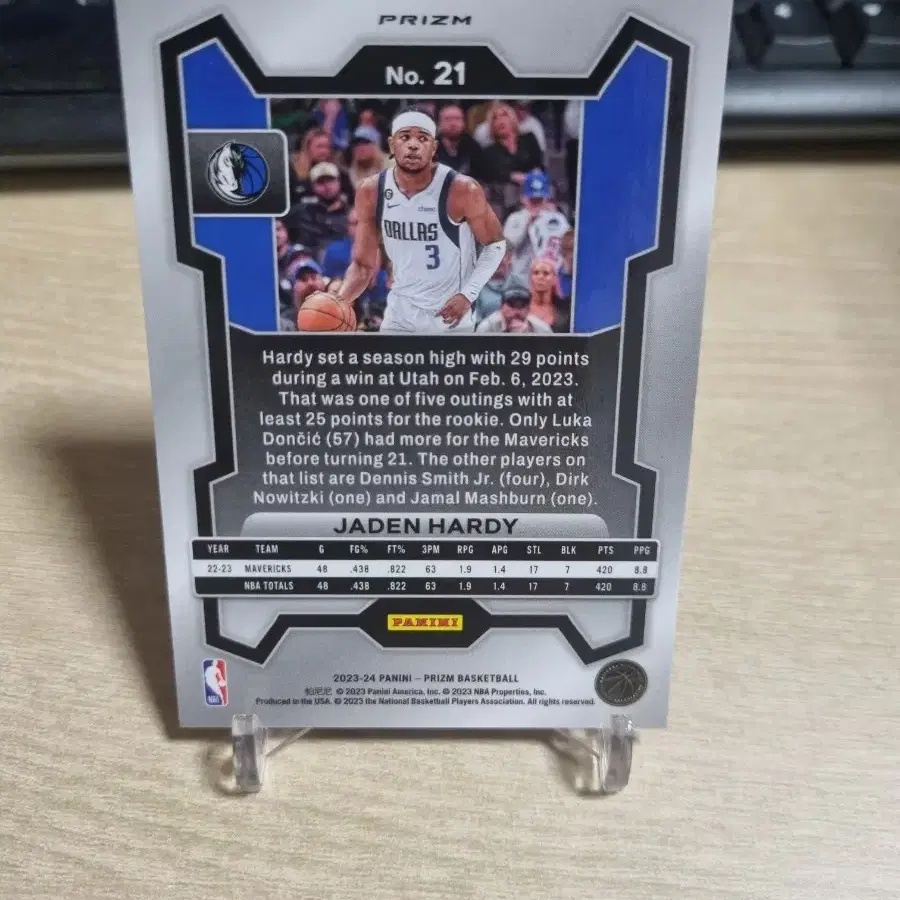 PRIZM
No. 21
DALLAS
3
Hardy set a season high with 29 points
during a win at Utah on Feb. 6, 2023.
That was one of five outings with at
least 25 points for the rookie. Only Luka
Dončić (57) had more for the Mavericks
before turning 21. The other players on
that list are Dennis Smith Jr. (four), Dirk
Nowitzki (one) and Jamal Mashburn (one).
JADEN HARDY
YEAR TEAM G FG% FT% 3PM RPG APG STL BLK PTS PPG
22-23 MAVERICKS 48 .438 .822 63 1.9 1.4 17 7 420 8.8
NBA TOTALS 48 .438 .822 63 1.9 1.4 17 7 420 8.8
PANINI
2023-24 PANINI – PRIZM BASKETBALL
帕尼尼 © 2023 Panini America, Inc. © 2023 NBA Properties, Inc.
Produced in the USA. © 2023 the National Basketball Players Association. All rights reserved.
NBA